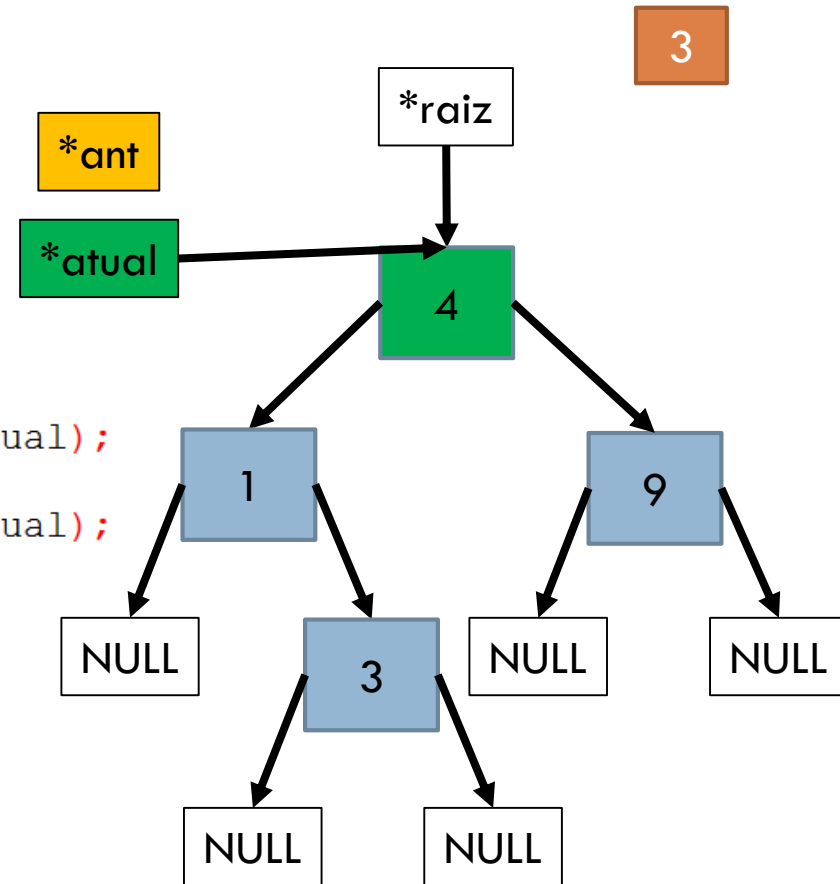 3
*raiz
*ant
*atual
4
ual);
1
9
ual);
NULL
3
NULL
NULL
NULL
NULL